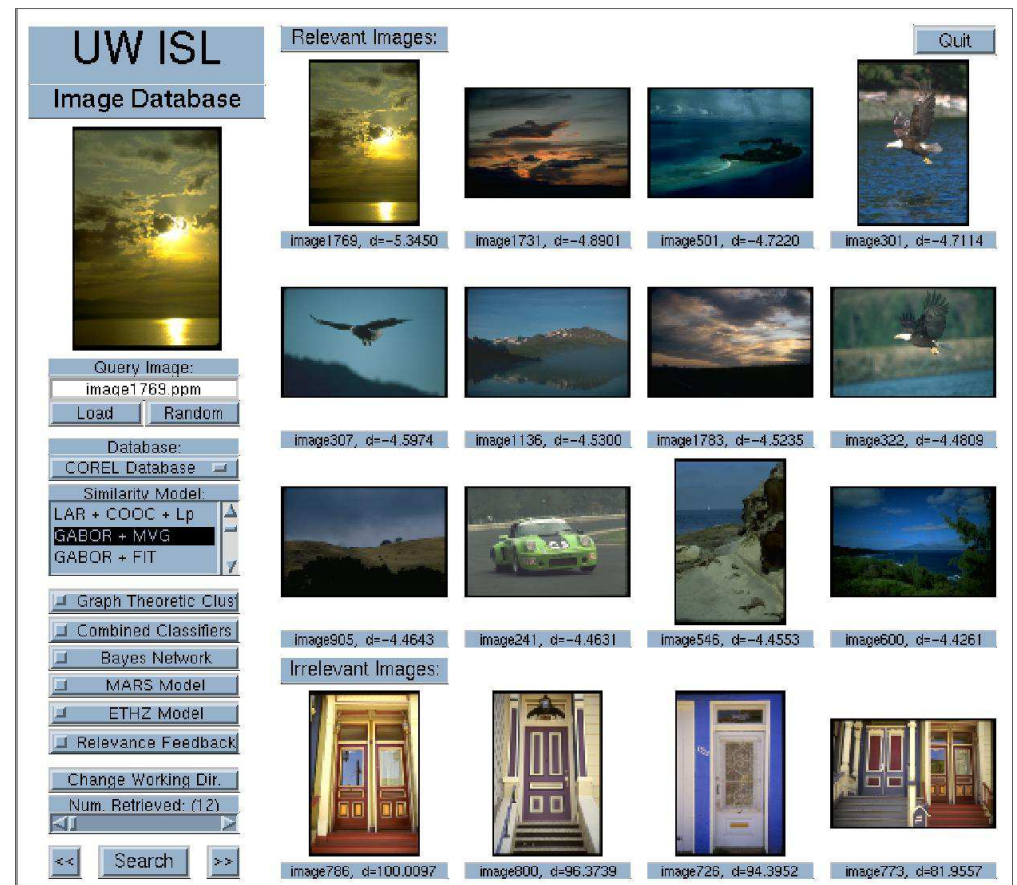 UW ISL
Image Database
Query Image:
image1769.ppm
Load Random
Database:
COREL Database
Similarity Model:
LAR + COOC + Lp
GABOR + MVG
GABOR + FIT
Graph Theoretic Clust
Combined Classifiers
Bayes Network
MARS Model
ETHZ Model
Relevance Feedback
Change Working Dir.
Num. Retrieved: (12)
<< Search >>
Relevant Images:
Quit
image1769, d=-5.3450 image1731, d=-4.8901 image501, d=-4.7220 image301, d=-4.7114
image307, d=-4.5974 image1136, d=-4.5300 image1783, d=-4.5235 image322, d=-4.4809
image905, d=-4.4643 image241, d=-4.4631 image546, d=-4.4553 image600, d=-4.4261
Irrelevant Images:
image786, d=100.0097 image800, d=96.3739 image726, d=94.3952 image773, d=81.9557